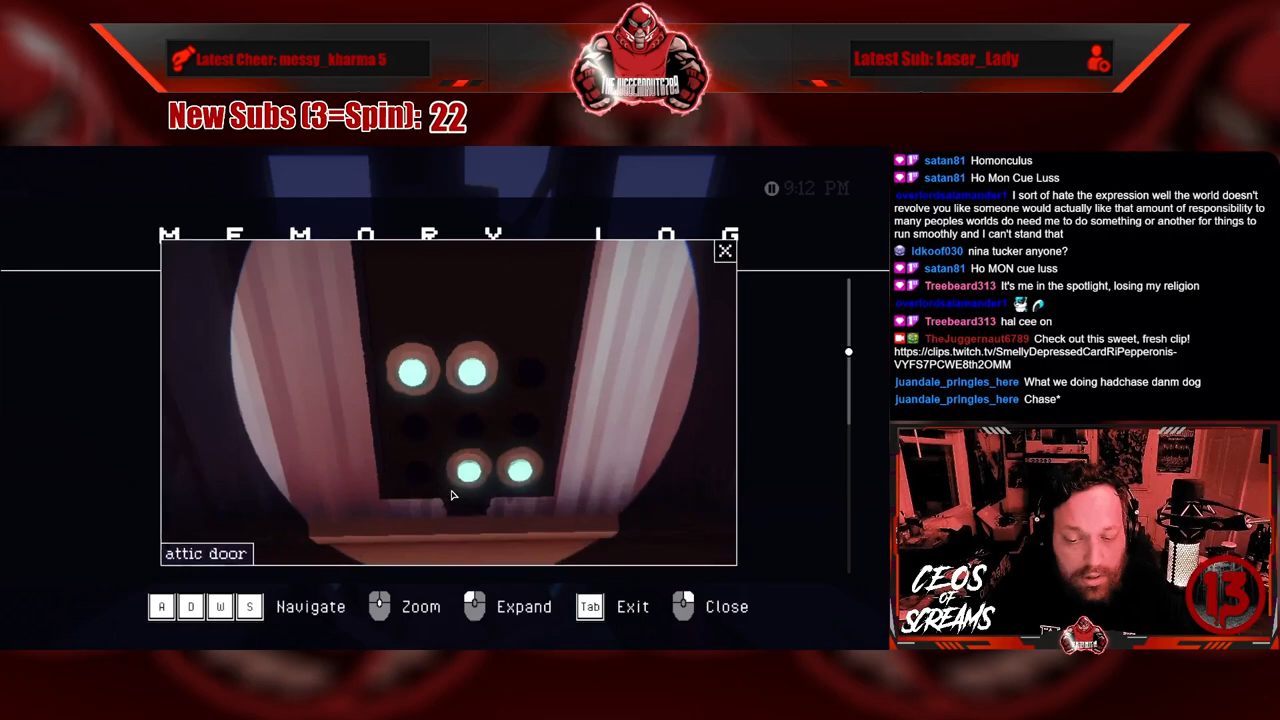 Latest Cheer: messy_kharma 5
THEJUGGERNAUT6789
Latest Sub: Laser_Lady
New Subs (3=Spin): 22
9:12 PM
MEMORY LOG
attic door
A D W S Navigate Zoom Expand Tab Exit Close
satan81 Homonculus
satan81 Ho Mon Cue Luss
overlordsalamander1 I sort of hate the expression well the world doesn't
revolve you like someone would actually like that amount of responsibility to
many peoples worlds do need me to do something or another for things to
run smoothly and I can't stand that
Idkoof030 nina tucker anyone?
satan81 Ho MON cue luss
Treebeard313 It's me in the spotlight, losing my religion
overlordsalamander1
Treebeard313 hal cee on
TheJuggernaut6789 Check out this sweet, fresh clip!
https://clips.twitch.tv/SmellyDepressedCardRiPepperonis-
VYFS7PCWE8th2OMM
juandale_pringles_here What we doing hadchase danm dog
juandale_pringles_here Chase*
CEO'S
OF
SCREAMS
13